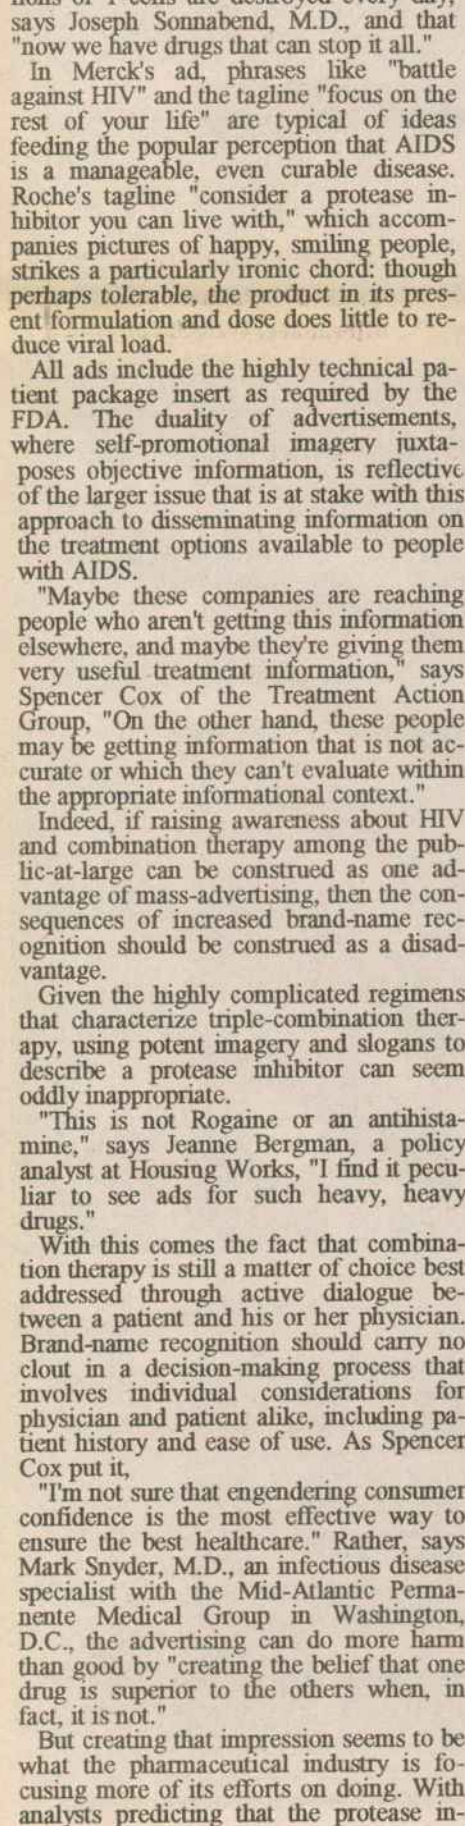 says Joseph Sonnabend, M.D., and that
"now we have drugs that can stop it all."
In Merck's ad, phrases like "battle
against HIV" and the tagline "focus on the
rest of your life" are typical of ideas
feeding the popular perception that AIDS
is a manageable, even curable disease.
Roche's tagline "consider a protease in-
hibitor you can live with," which accom-
panies pictures of happy, smiling people,
strikes a particularly ironic chord: though
perhaps tolerable, the product in its pres-
ent formulation and dose does little to re-
duce viral load.
All ads include the highly technical pa-
tient package insert as required by the
FDA. The duality of advertisements,
where self-promotional imagery juxta-
poses objective information, is reflective
of the larger issue that is at stake with this
approach to disseminating information on
the treatment options available to people
with AIDS.
"Maybe these companies are reaching
people who aren't getting this information
elsewhere, and maybe they're giving them
very useful treatment information," says
Spencer Cox of the Treatment Action
Group, "On the other hand, these people
may be getting information that is not ac-
curate or which they can't evaluate within
the appropriate informational context."
Indeed, if raising awareness about HIV
and combination therapy among the pub-
lic-at-large can be construed as one ad-
vantage of mass-advertising, then the con-
sequences of increased brand-name rec-
ognition should be construed as a disad-
vantage.
Given the highly complicated regimens
that characterize triple-combination ther-
apy, using potent imagery and slogans to
describe a protease inhibitor can seem
oddly inappropriate.
"This is not Rogaine or an antihista-
mine," says Jeanne Bergman, a policy
analyst at Housing Works, "I find it pecu-
liar to see ads for such heavy, heavy
drugs."
With this comes the fact that combina-
tion therapy is still a matter of choice best
addressed through active dialogue be-
tween a patient and his or her physician.
Brand-name recognition should carry no
clout in a decision-making process that
involves individual considerations for
physician and patient alike, including pa-
tient history and ease of use. As Spencer
Cox put it,
"I'm not sure that engendering consumer
confidence is the most effective way to
ensure the best healthcare." Rather, says
Mark Snyder, M.D., an infectious disease
specialist with the Mid-Atlantic Perma-
nente Medical Group in Washington,
D.C., the advertising can do more harm
than good by "creating the belief that one
drug is superior to the others when, in
fact, it is not."
But creating that impression seems to be
what the pharmaceutical industry is fo-
cusing more of its efforts on doing. With
analysts predicting that the protease in-